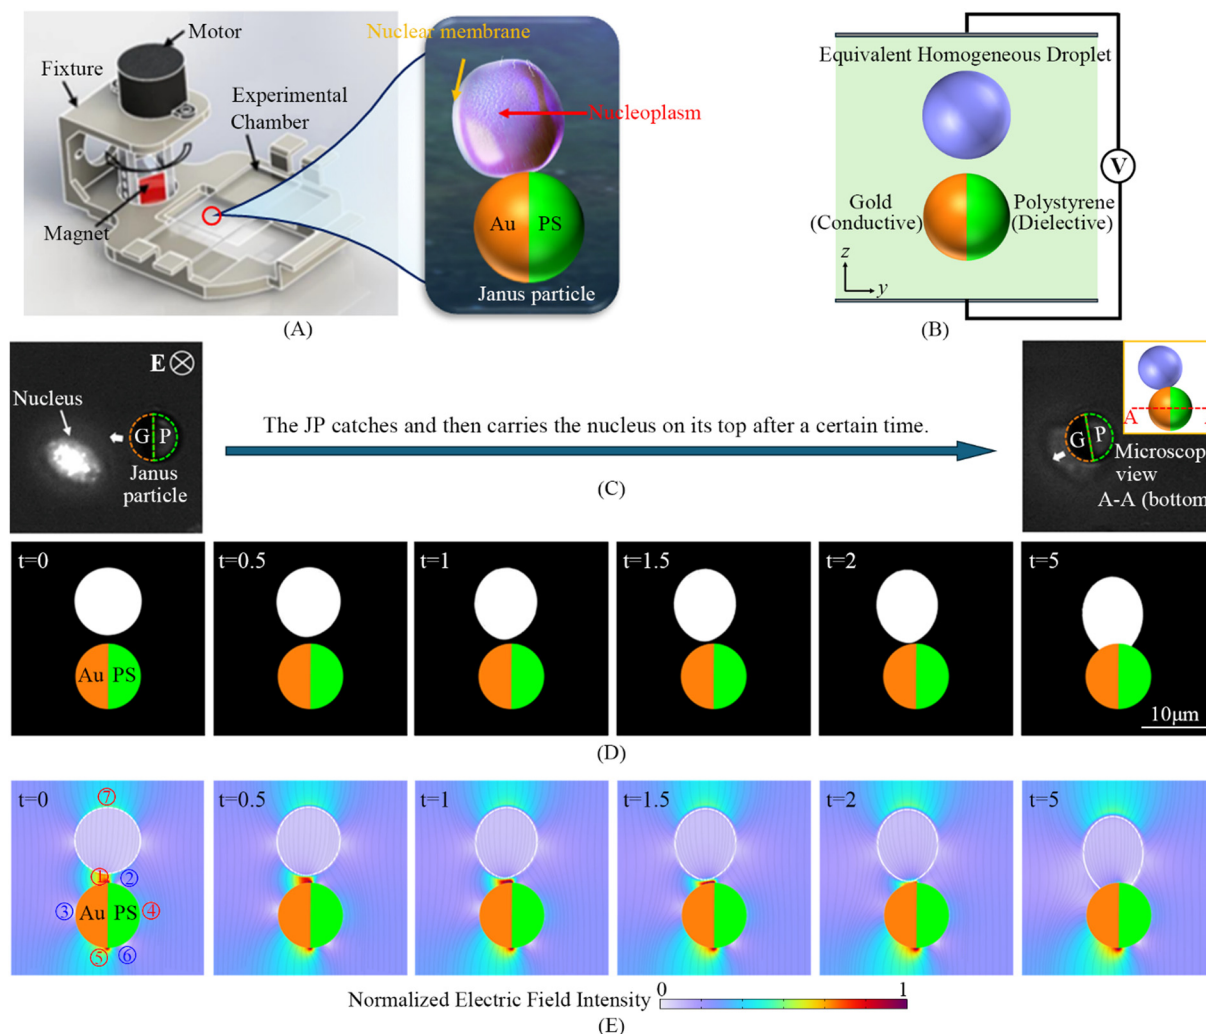 Motor
Nuclear membrane
Fixture
Experimental
Chamber
Nucleoplasm
Magnet
Au
PS
Janus particle
(A)
Equivalent Homogeneous Droplet
V
Gold
(Conductive)
Polystyrene
(Dielective)
z
y
(B)
E
Nucleus
G
P
Janus
particle
The JP catches and then carries the nucleus on its top after a certain time.
(C)
A
G
P
Microscop
view
A-A (bottom
t=0
t=0.5
t=1
t=1.5
t=2
t=5
Au
PS
10μm
(D)
t=0
t=0.5
t=1
t=1.5
t=2
t=5
⑦
①
②
③
Au
PS
④
⑤
⑥
Normalized Electric Field Intensity
0
1
(E)